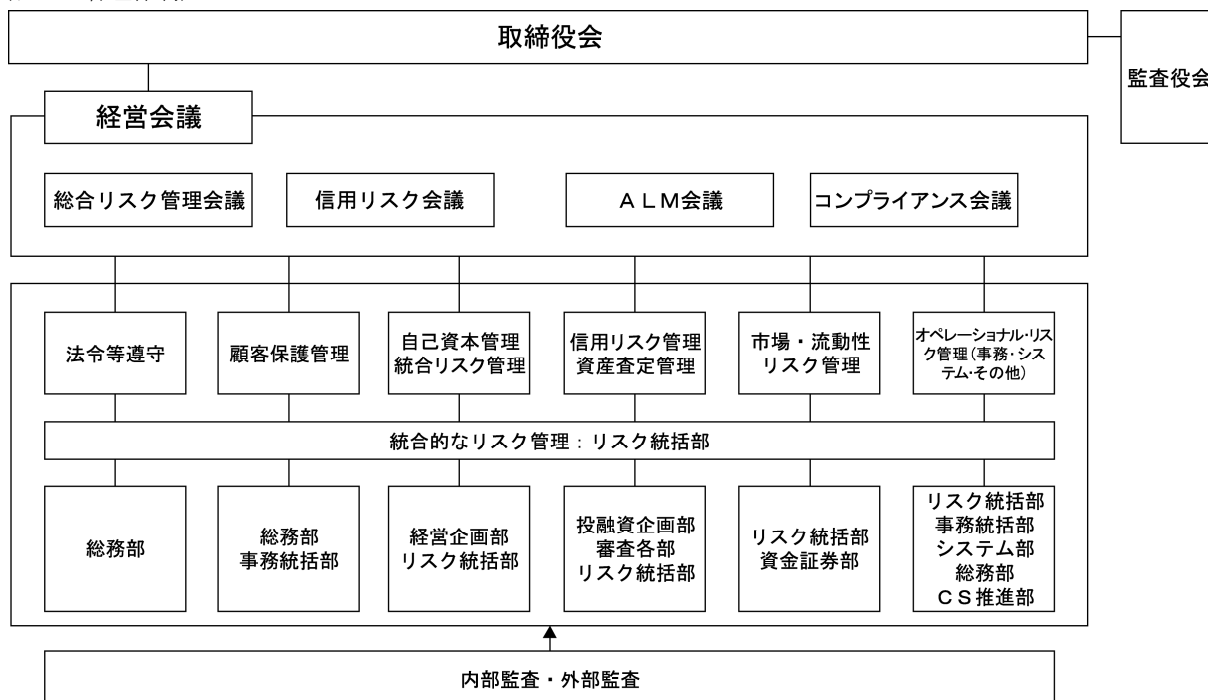 取締役会
監査役会
経営会議
総合リスク管理会議
信用リスク会議
ＡＬＭ会議
コンプライアンス会議
法令等遵守
顧客保護管理
自己資本管理
統合リスク管理
信用リスク管理
資産査定管理
市場・流動性
リスク管理
オペレーショナル・リス
ク管理（事務・シス
テム・その他）
統合的なリスク管理：リスク統括部
総務部
総務部
事務統括部
経営企画部
リスク統括部
投融資企画部
審査各部
リスク統括部
リスク統括部
資金証券部
リスク統括部
事務統括部
システム部
総務部
ＣＳ推進部
内部監査・外部監査